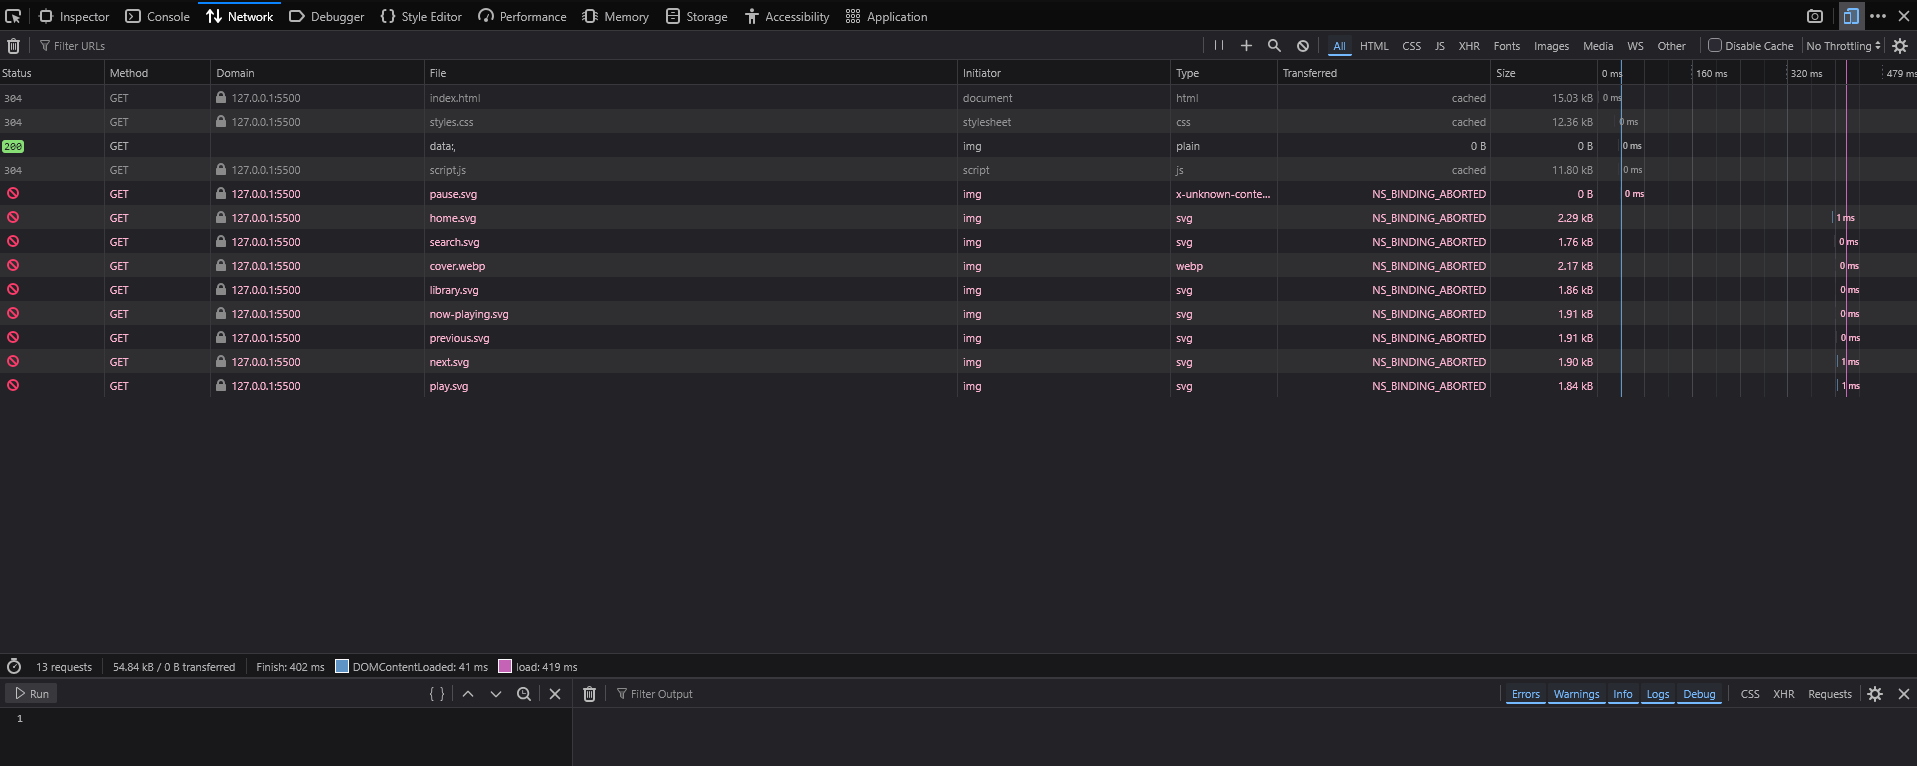 Inspector Console Network Debugger Style Editor Performance Memory Storage Accessibility Application
Filter URLs All HTML CSS JS XHR Fonts Images Media WS Other Disable Cache No Throttling
Status Method Domain File Initiator Type Transferred Size 0 ms 160 ms 320 ms 479 ms
304 GET 127.0.0.1:5500 index.html document html cached 15.03 kB 0 ms
304 GET 127.0.0.1:5500 styles.css stylesheet css cached 12.36 kB 0 ms
200 GET data:, img plain 0 B 0 B 0 ms
304 GET 127.0.0.1:5500 script.js script js cached 11.80 kB 0 ms
GET 127.0.0.1:5500 pause.svg img x-unknown-conte... NS_BINDING_ABORTED 0 B 0 ms
GET 127.0.0.1:5500 home.svg img svg NS_BINDING_ABORTED 2.29 kB 1 ms
GET 127.0.0.1:5500 search.svg img svg NS_BINDING_ABORTED 1.76 kB 0 ms
GET 127.0.0.1:5500 cover.webp img webp NS_BINDING_ABORTED 2.17 kB 0 ms
GET 127.0.0.1:5500 library.svg img svg NS_BINDING_ABORTED 1.86 kB 0 ms
GET 127.0.0.1:5500 now-playing.svg img svg NS_BINDING_ABORTED 1.91 kB 0 ms
GET 127.0.0.1:5500 previous.svg img svg NS_BINDING_ABORTED 1.91 kB 0 ms
GET 127.0.0.1:5500 next.svg img svg NS_BINDING_ABORTED 1.90 kB 1 ms
GET 127.0.0.1:5500 play.svg img svg NS_BINDING_ABORTED 1.84 kB 1 ms
13 requests 54.84 kB / 0 B transferred Finish: 402 ms DOMContentLoaded: 41 ms load: 419 ms
Run { } Filter Output Errors Warnings Info Logs Debug CSS XHR Requests
1